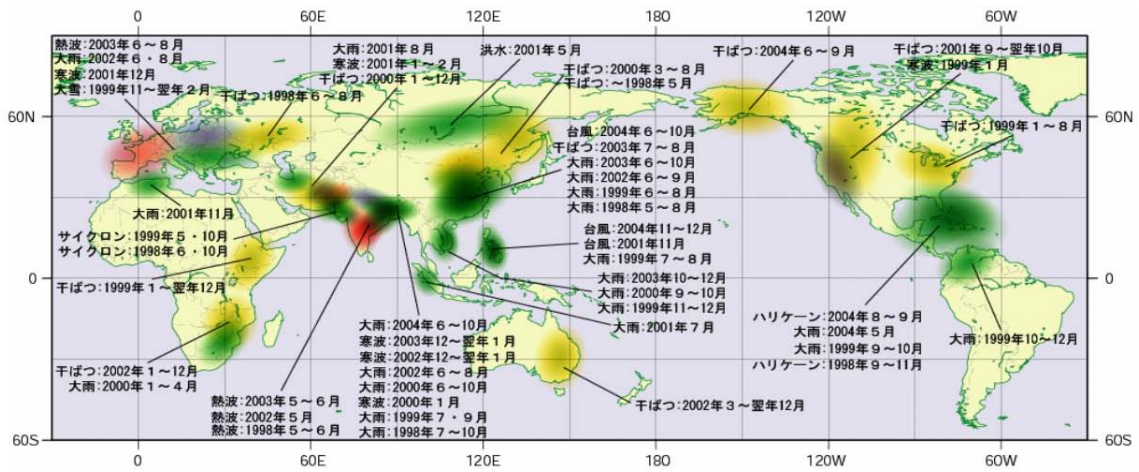 0
60E
120E
180
120W
60W
熱波：2003年6～8月
大雨：2002年6・8月
寒波：2001年12月
大雪：1999年11～翌年2月
干ばつ：1998年6～8月
大雨：2001年8月
寒波：2001年1～2月
干ばつ：2000年1～12月
洪水：2001年5月
干ばつ：2000年3～8月
干ばつ：～1998年5月
干ばつ：2004年6～9月
干ばつ：2001年9～翌年10月
寒波：1999年1月
干ばつ：1999年1～8月
60N
60N
台風：2004年6～10月
干ばつ：2003年7～8月
大雨：2003年6～10月
大雨：2002年6～9月
大雨：1999年6～8月
大雨：1998年5～8月
大雨：2001年11月
サイクロン：1999年5・10月
サイクロン：1998年6・10月
台風：2004年11～12月
台風：2001年11月
大雨：1999年7～8月
0
0
干ばつ：1999年1～翌年12月
大雨：2003年10～12月
大雨：2000年9～10月
大雨：1999年11～12月
大雨：2001年7月
ハリケーン：2004年8～9月
大雨：2004年5月
大雨：1999年9～10月
ハリケーン：1998年9～11月
大雨：1999年10～12月
干ばつ：2002年1～12月
大雨：2000年1～4月
熱波：2003年5～6月
熱波：2002年5月
熱波：1998年5～6月
大雨：2004年6～10月
寒波：2003年12～翌年1月
寒波：2002年12～翌年1月
大雨：2002年6～8月
大雨：2000年6～10月
寒波：2000年1月
大雨：1999年7・9月
大雨：1998年7～10月
干ばつ：2002年3～翌年12月
60S
60S
0
60E
120E
180
120W
60W